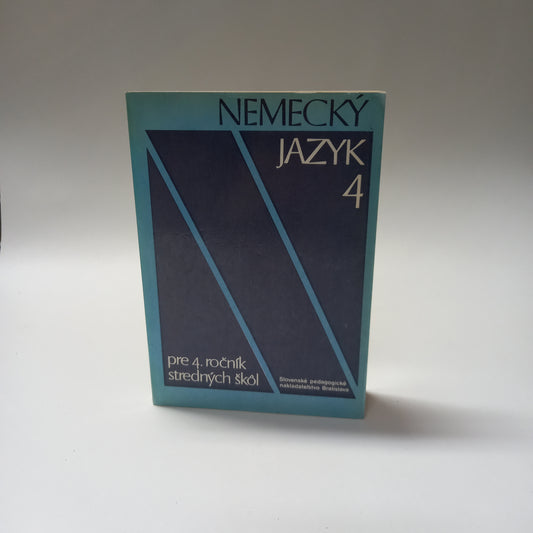 NEMECKÝ
JAZYK
4
pre 4. ročník
stredných škôl
Slovenské pedagogické
nakladateľstvo Bratislava